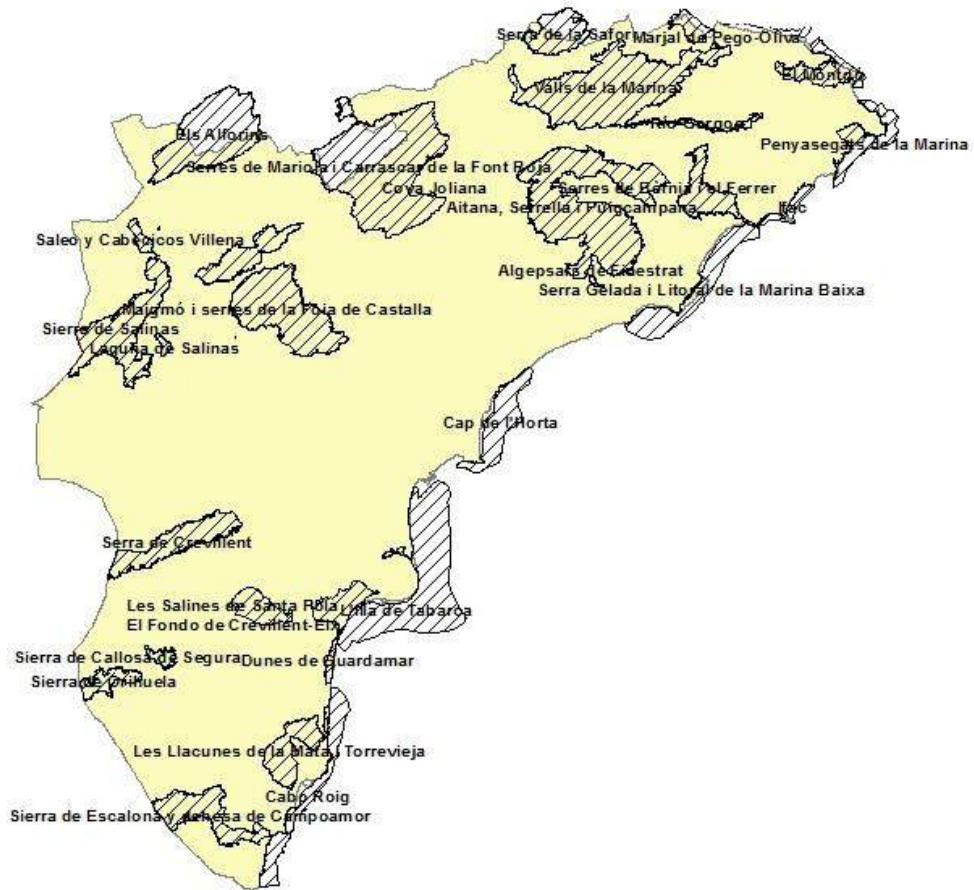 Serra de la Safor
Marjal de Pego-Oliva
El Montgó
Valls de la Marina
Río Gorgos
Els Alforins
Penyasegats de la Marina
Serres de Mariola i Carrascar de la Font Roja
Cova Joliana
Serres de Bèrnia i el Ferrer
Aitana, Serrella i Puigcampana
Ifac
Saleo y Cabecicos Villena
Algepsars de Finestrat
Serra Gelada i Litoral de la Marina Baixa
Maigmó i serres de la Foia de Castalla
Sierra de Salinas
Laguna de Salinas
Cap de l'Horta
Serra de Crevillent
Les Salines de Santa Pola
L'illa de Tabarca
El Fondo de Crevillent-Elx
Sierra de Callosa de Segura
Dunes de Guardamar
Sierra de Orihuela
Les Llacunes de la Mata i Torrevieja
Cabo Roig
Sierra de Escalona y dehesa de Campoamor